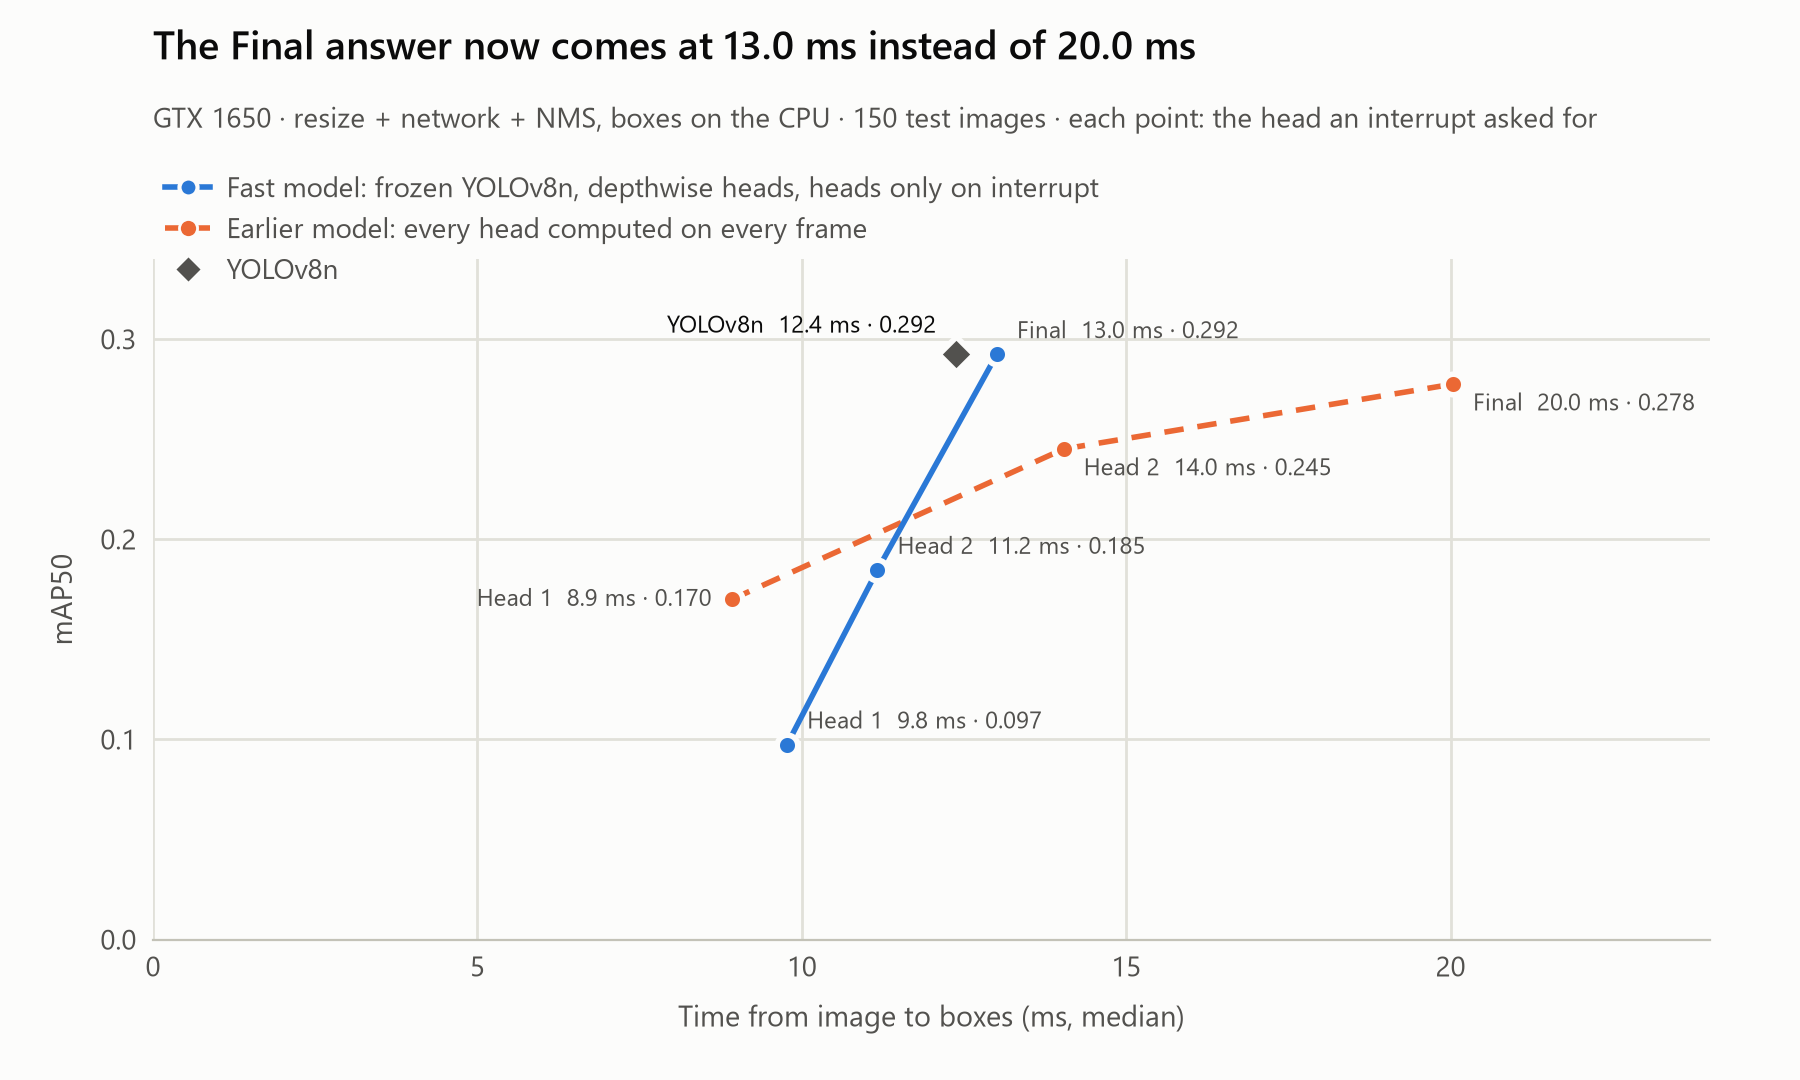 The Final answer now comes at 13.0 ms instead of 20.0 ms
GTX 1650 · resize + network + NMS, boxes on the CPU · 150 test images · each point: the head an interrupt asked for
Fast model: frozen YOLOv8n, depthwise heads, heads only on interrupt
Earlier model: every head computed on every frame
YOLOv8n
YOLOv8n 12.4 ms · 0.292
Final 13.0 ms · 0.292
0.3
Final 20.0 ms · 0.278
Head 2 14.0 ms · 0.245
0.2
Head 2 11.2 ms · 0.185
Head 1 8.9 ms · 0.170
mAP50
Head 1 9.8 ms · 0.097
0.1
0.0
0 5 10 15 20
Time from image to boxes (ms, median)